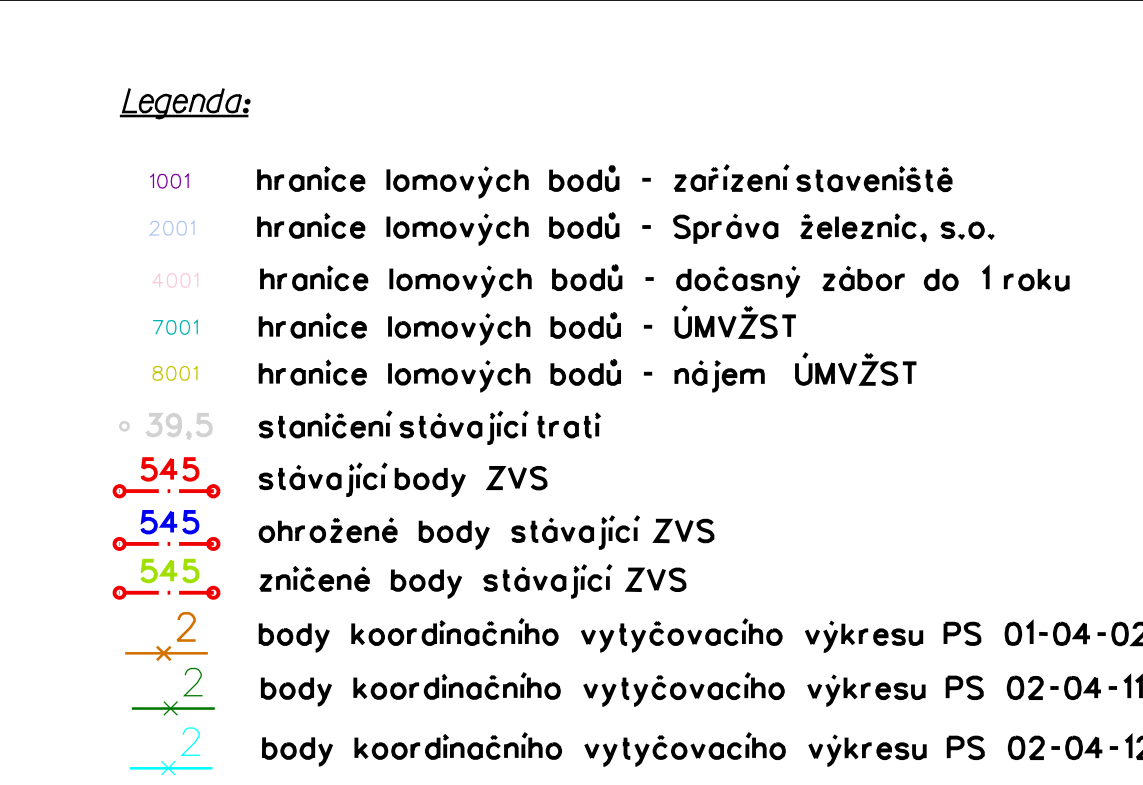 Legenda:
1001 hranice lomových bodů - zařízení staveniště
2001 hranice lomových bodů - Správa železnic, s.o.
4001 hranice lomových bodů - dočasný zábor do 1 roku
7001 hranice lomových bodů - ÚMVŽST
8001 hranice lomových bodů - nájem ÚMVŽST
39,5 staničení stávající trati
545 stávající body ZVS
545 ohrožené body stávající ZVS
545 zničené body stávající ZVS
2 body koordinačního vytyčovacího výkresu PS 01-04-02
2 body koordinačního vytyčovacího výkresu PS 02-04-11
2 body koordinačního vytyčovacího výkresu PS 02-04-12